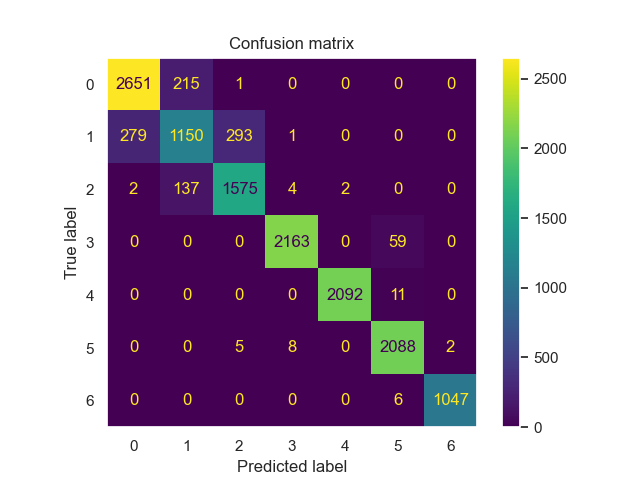 Confusion matrix
True label
0 2651 215 1 0 0 0 0
1 279 1150 293 1 0 0 0
2 2 137 1575 4 2 0 0
3 0 0 0 2163 0 59 0
4 0 0 0 0 2092 11 0
5 0 0 5 8 0 2088 2
6 0 0 0 0 0 6 1047
0 1 2 3 4 5 6
Predicted label
2500
2000
1500
1000
500
0